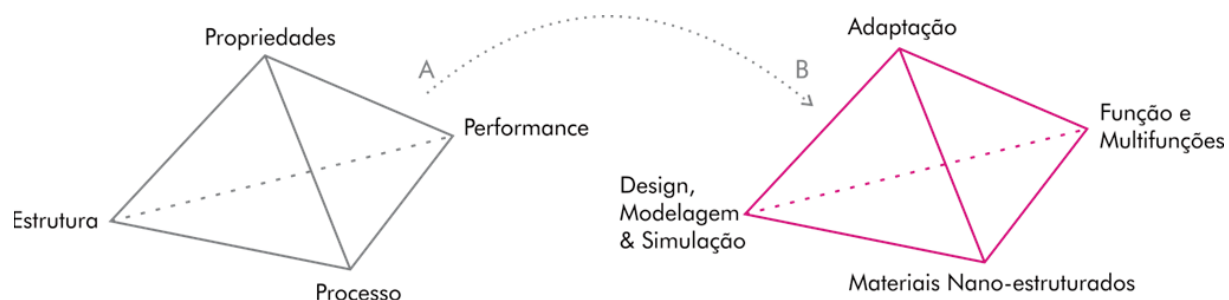 Propriedades
A
Performance
Estrutura
Processo
B
Adaptação
Função e
Multifunções
Design,
Modelagem
& Simulação
Materiais Nano-estruturados